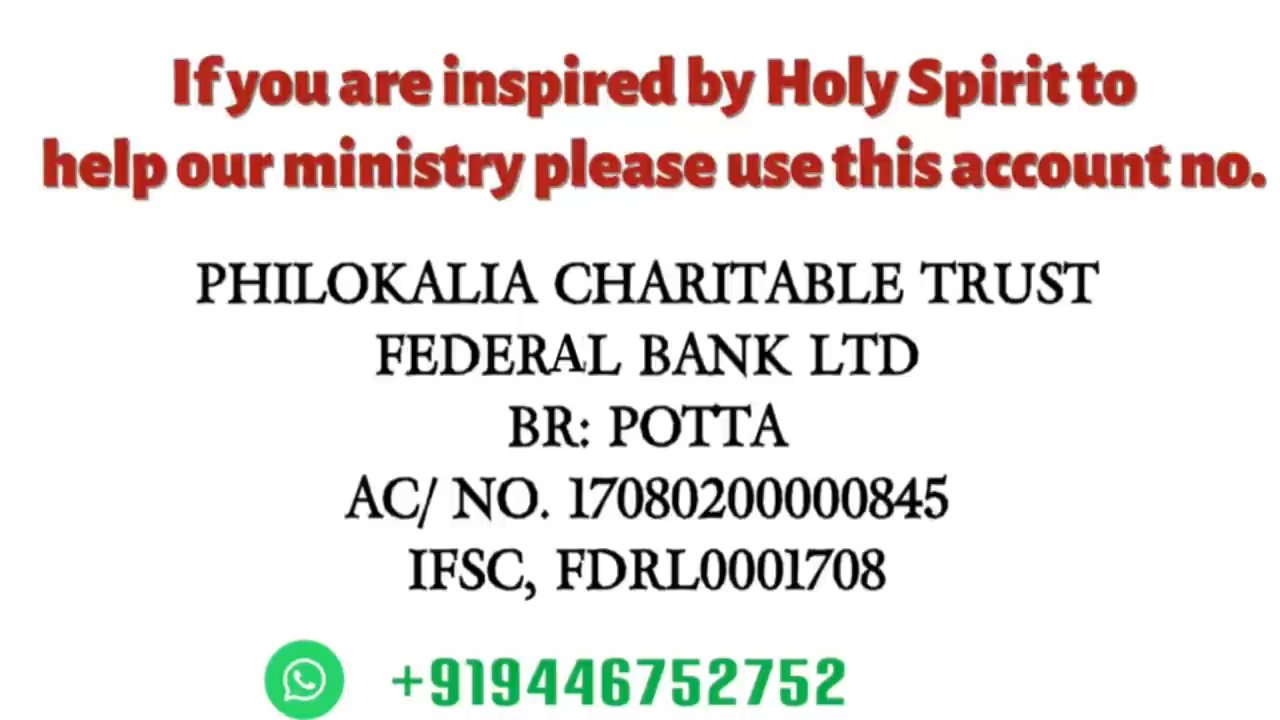 If you are inspired by Holy Spirit to
help our ministry please use this account no.
PHILOKALIA CHARITABLE TRUST
FEDERAL BANK LTD
BR: POTTA
AC/ NO. 17080200000845
IFSC, FDRL0001708
+919446752752